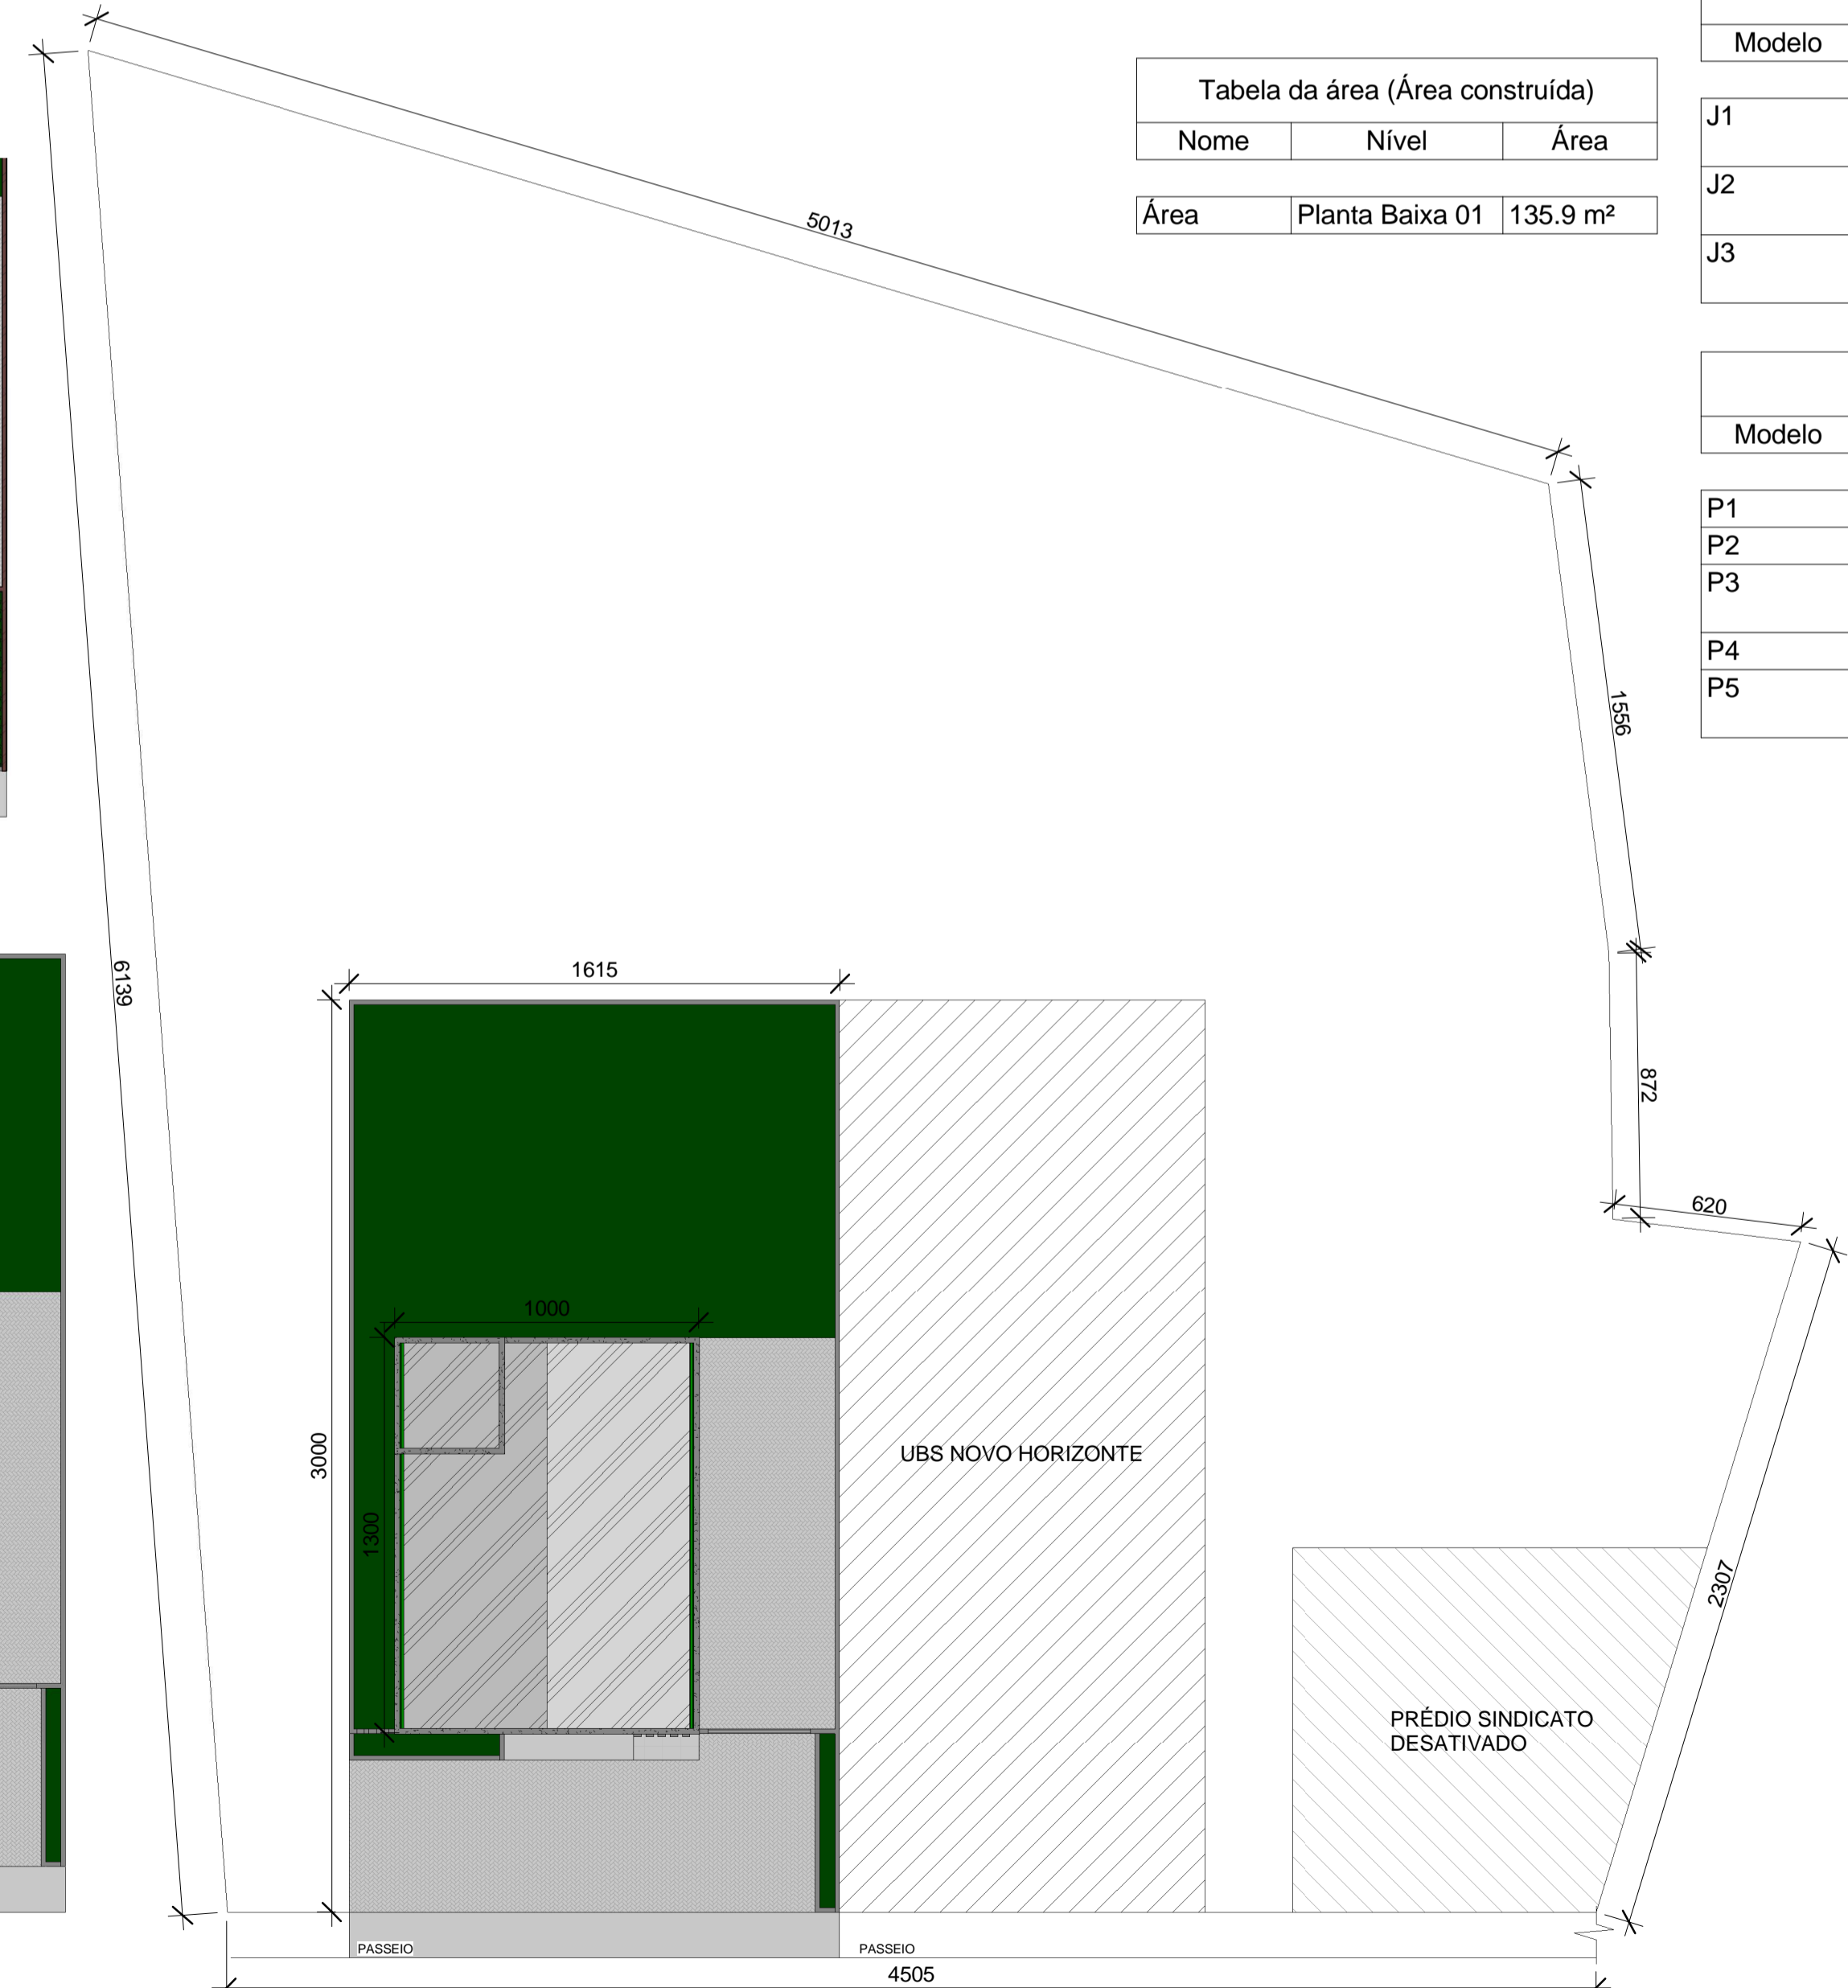 Modelo
Tabela da área (Área construída)
Nome Nível Área
Área Planta Baixa 01 135.9 m²
J1
J2
J3
5013
Modelo
P1
P2
P3
P4
P5
1556
6139
1615
872
620
1000
3000
1300
UBS NOVO HORIZONTE
2307
PRÉDIO SINDICATO
DESATIVADO
PASSEIO
PASSEIO
4505